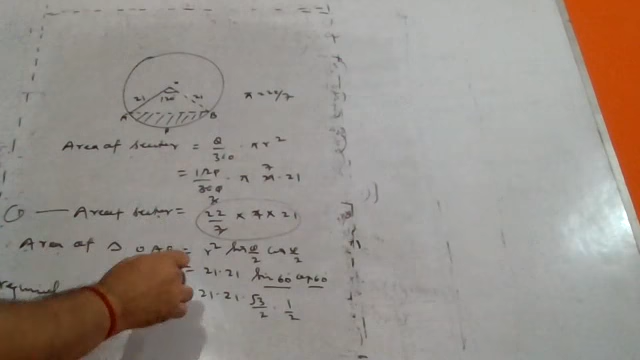 O
21 120° 21
A B
π = 22/7
Area of sector = θ/360 · π r²
= 120/360 · π 21 · 21
① — Area of sector = 22/7 × 7 × 21
Area of Δ OAB = r² sin θ/2 cos θ/2
= 21·21 sin 60 cos 60
21·21 · √3/2 · 1/2